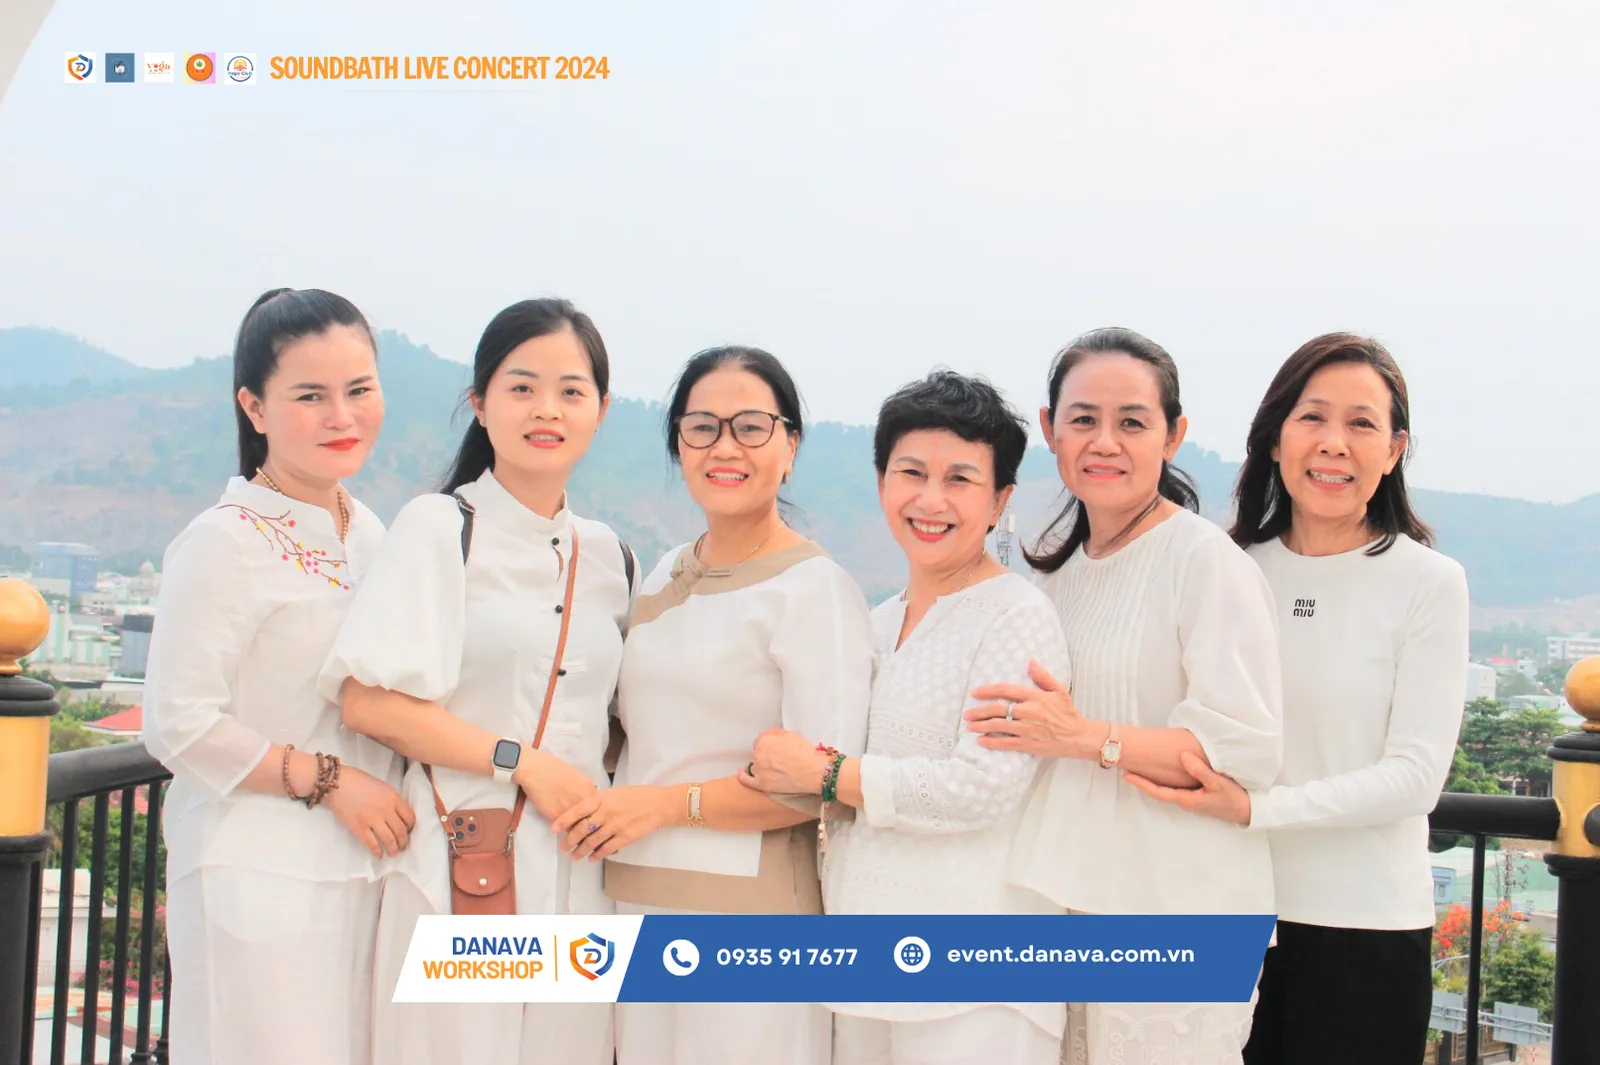 SOUNDBATH LIVE CONCERT 2024
miu
miu
DANAVA
WORKSHOP
0935 91 7677
event.danava.com.vn